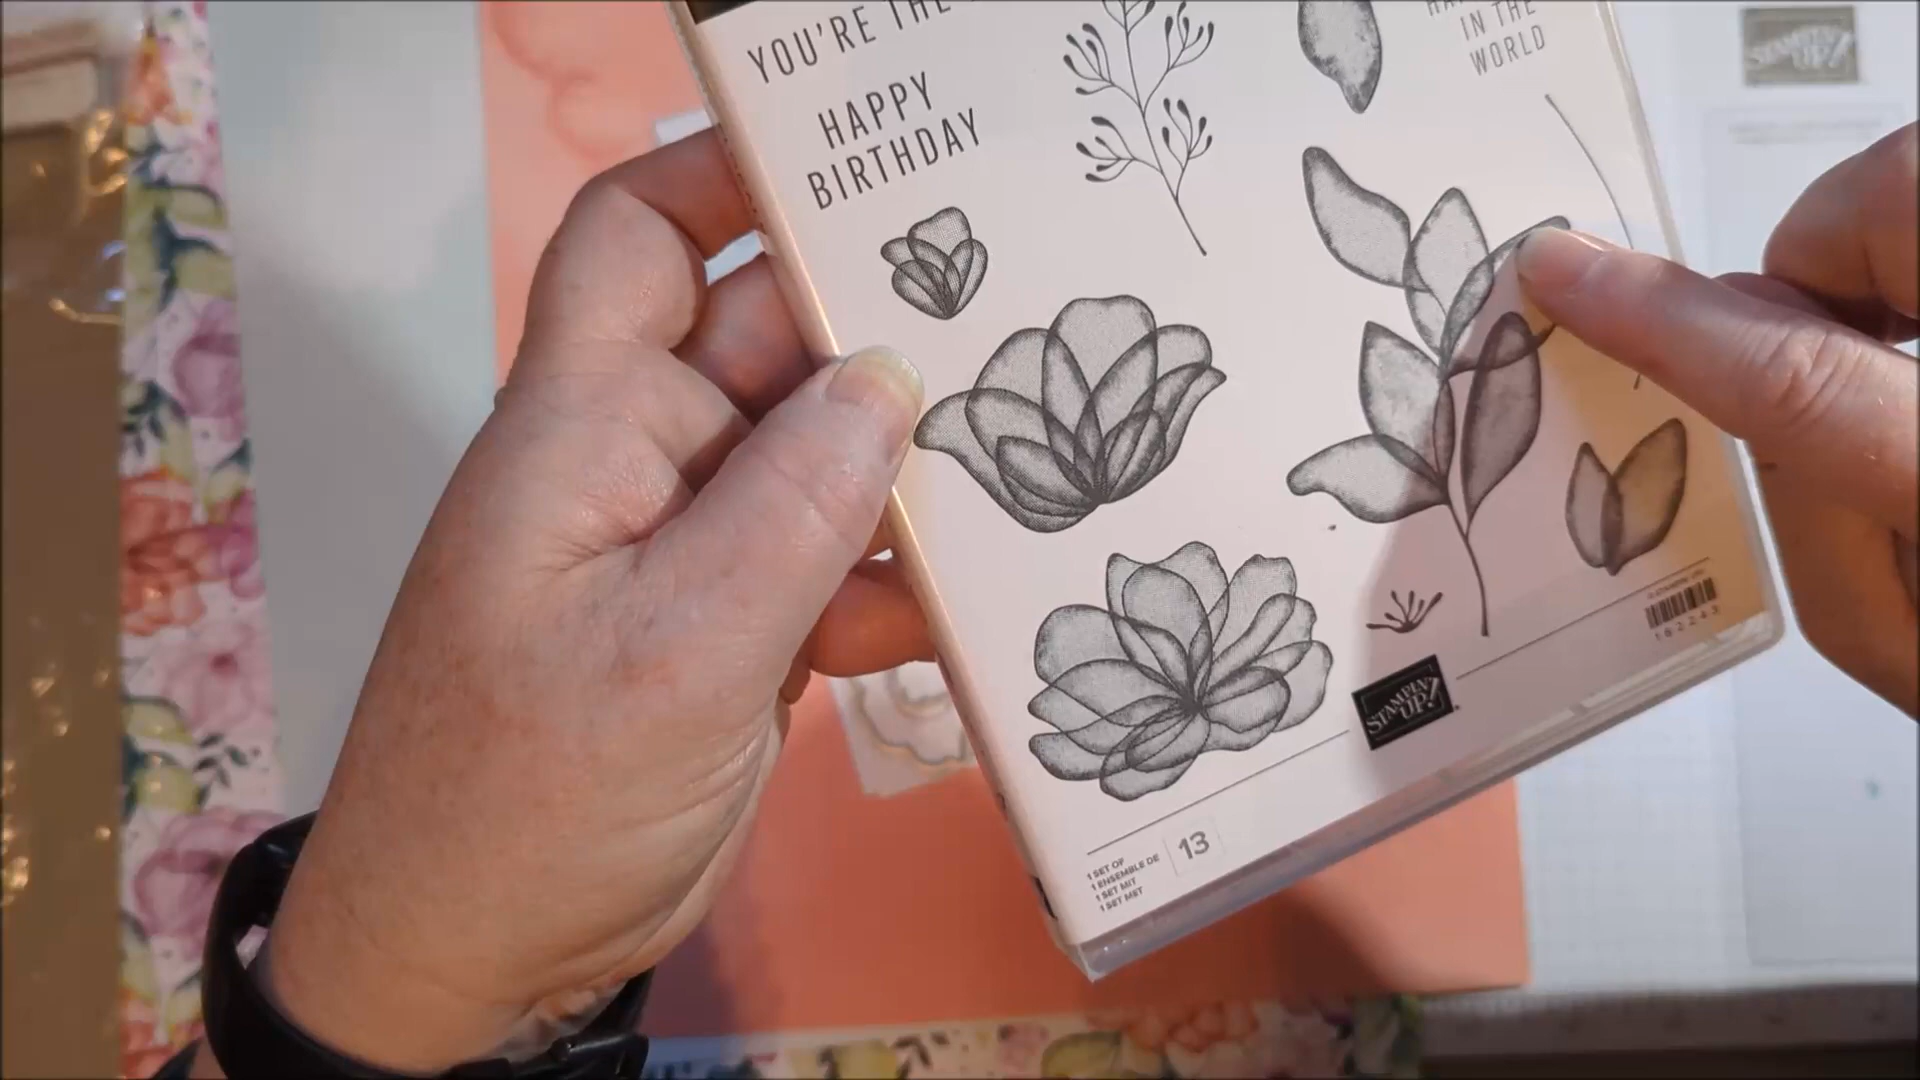 YOU'RE THE
HAPPY
BIRTHDAY
IN THE
WORLD
STAMPIN'
UP!
STAMPIN'
UP!
1 SET OF
1 ENSEMBLE DE
1 SET MIT
1 SET MET
13
162243